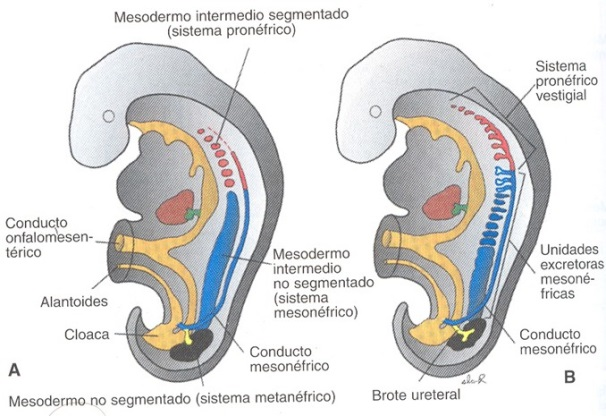 Mesodermo intermedio segmentado
(sistema pronéfrico)
Sistema
pronéfrico
vestigial
Conducto
onfalomesen-
térico
Alantoides
Cloaca
Mesodermo
intermedio
no segmentado
(sistema
mesonéfrico)
Conducto
mesonéfrico
A
Mesodermo no segmentado (sistema metanéfrico)
Unidades
excretoras
mesoné-
fricas
Conducto
mesonéfrico
B
Brote ureteral